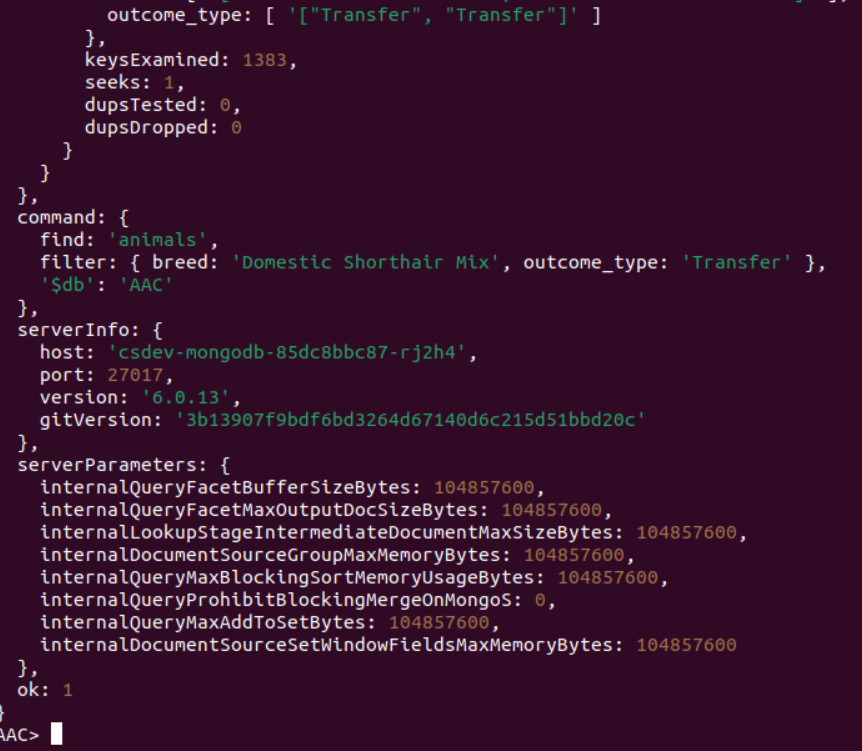 outcome_type: [ '["Transfer", "Transfer"]' ]
},
keysExamined: 1383,
seeks: 1,
dupsTested: 0,
dupsDropped: 0
}
}
},
command: {
find: 'animals',
filter: { breed: 'Domestic Shorthair Mix', outcome_type: 'Transfer' },
'$db': 'AAC'
},
serverInfo: {
host: 'csdev-mongodb-85dc8bbc87-rj2h4',
port: 27017,
version: '6.0.13',
gitVersion: '3b13907f9bdf6bd3264d67140d6c215d51bbd20c'
},
serverParameters: {
internalQueryFacetBufferSizeBytes: 104857600,
internalQueryFacetMaxOutputDocSizeBytes: 104857600,
internalLookupStageIntermediateDocumentMaxSizeBytes: 104857600,
internalDocumentSourceGroupMaxMemoryBytes: 104857600,
internalQueryMaxBlockingSortMemoryUsageBytes: 104857600,
internalQueryProhibitBlockingMergeOnMongoS: 0,
internalQueryMaxAddToSetBytes: 104857600,
internalDocumentSourceSetWindowFieldsMaxMemoryBytes: 104857600
},
ok: 1
}
AAC>